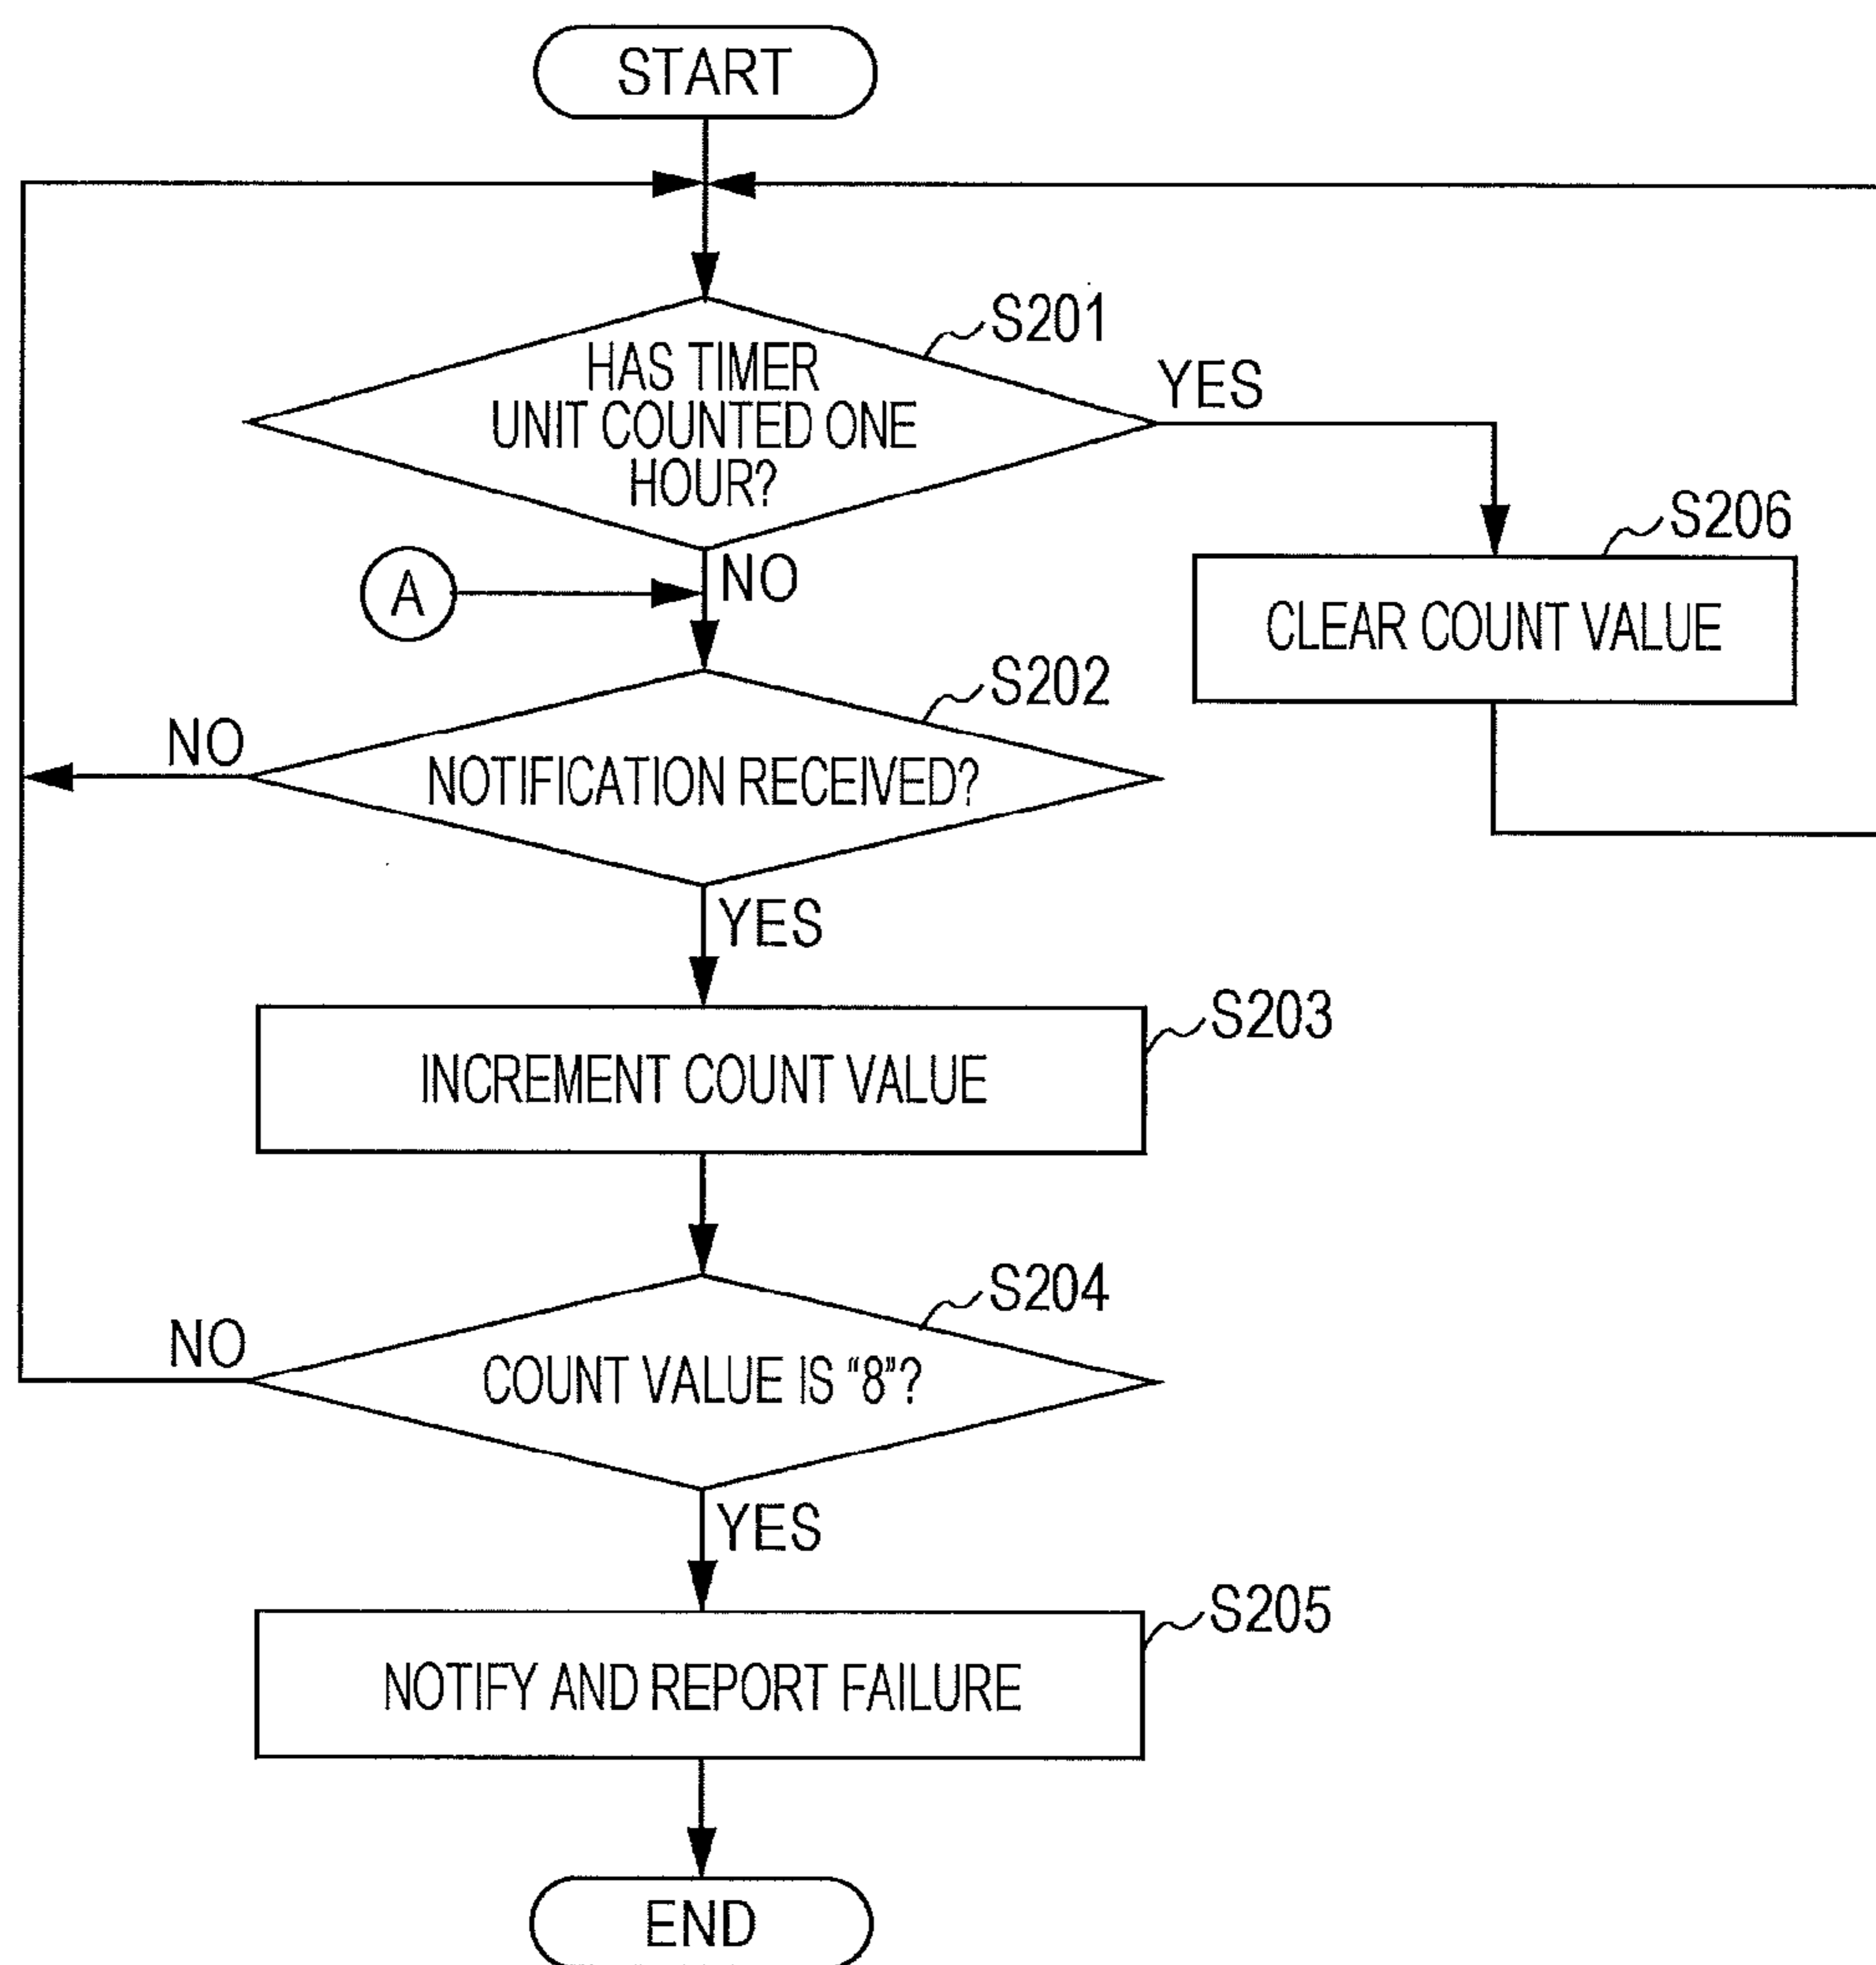 START
S201
HAS TIMER
UNIT COUNTED ONE
HOUR?
YES
S206
CLEAR COUNT VALUE
A
NO
S202
NOTIFICATION RECEIVED?
NO
YES
S203
INCREMENT COUNT VALUE
S204
COUNT VALUE IS “8”?
NO
YES
S205
NOTIFY AND REPORT FAILURE
END